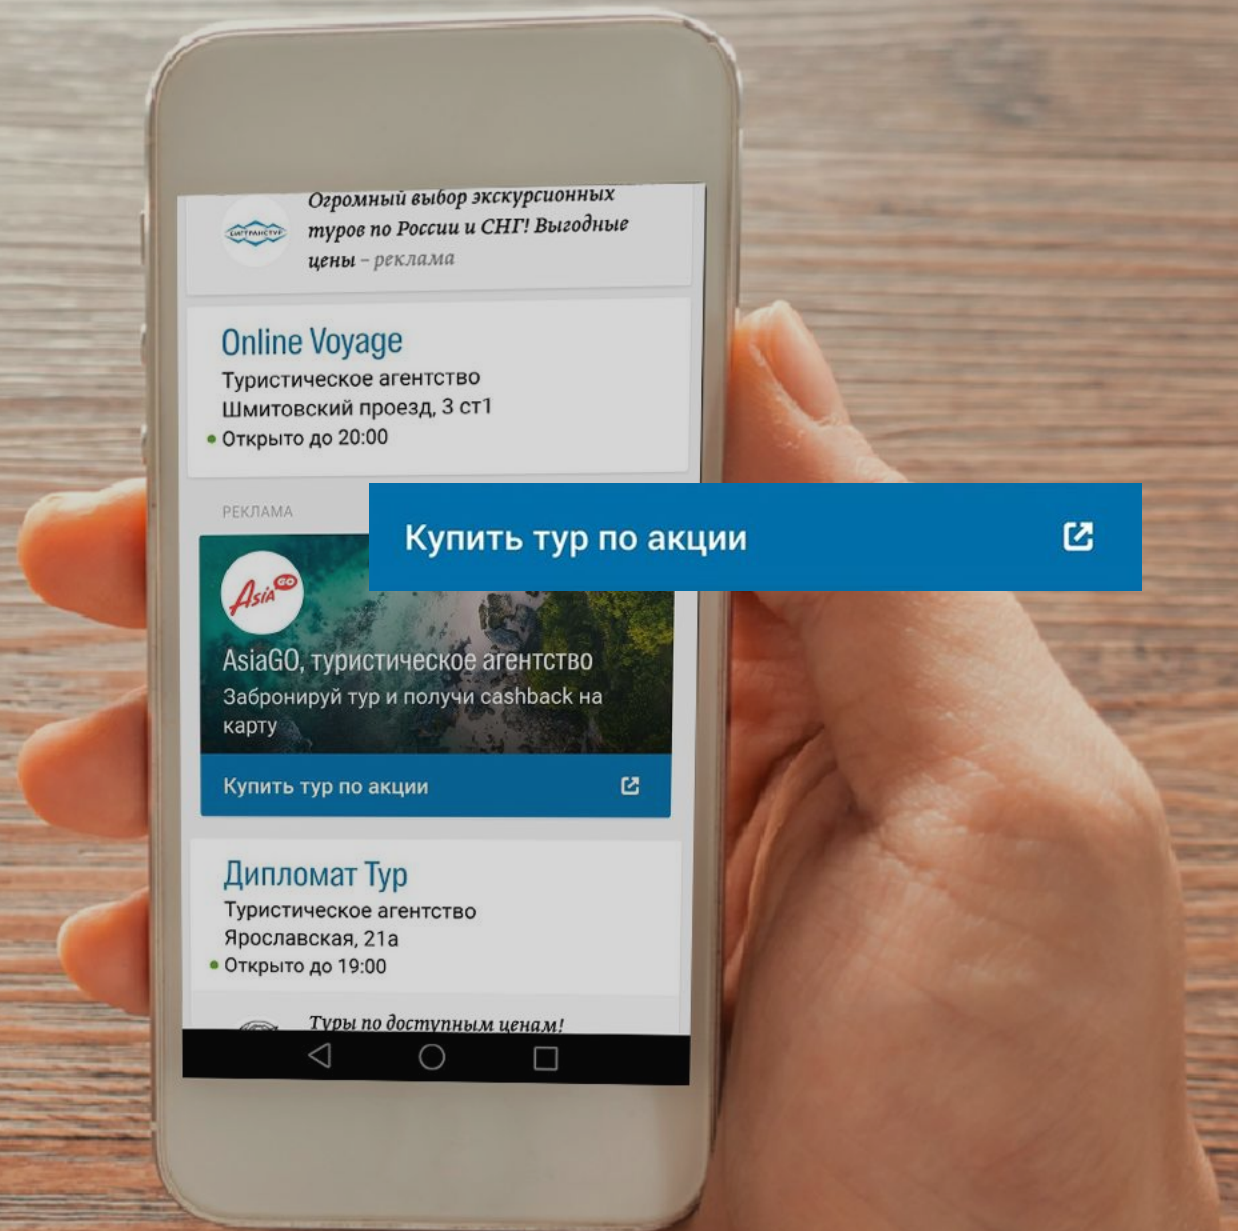 Огромный выбор экскурсионных
туров по России и СНГ! Выгодные
цены – реклама
Online Voyage
Туристическое агентство
Шмитовский проезд, 3 ст1
Открыто до 20:00
РЕКЛАМА
Купить тур по акции
ASIA GO
AsiaGO, туристическое агентство
Забронируй тур и получи cashback на
карту
Купить тур по акции
Дипломат Тур
Туристическое агентство
Ярославская, 21а
Открыто до 19:00
Туры по доступным ценам!